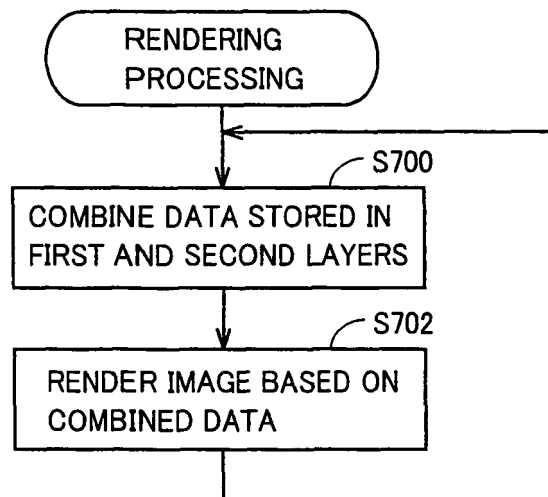 RENDERING
PROCESSING
S700
COMBINE DATA STORED IN
FIRST AND SECOND LAYERS
S702
RENDER IMAGE BASED ON
COMBINED DATA